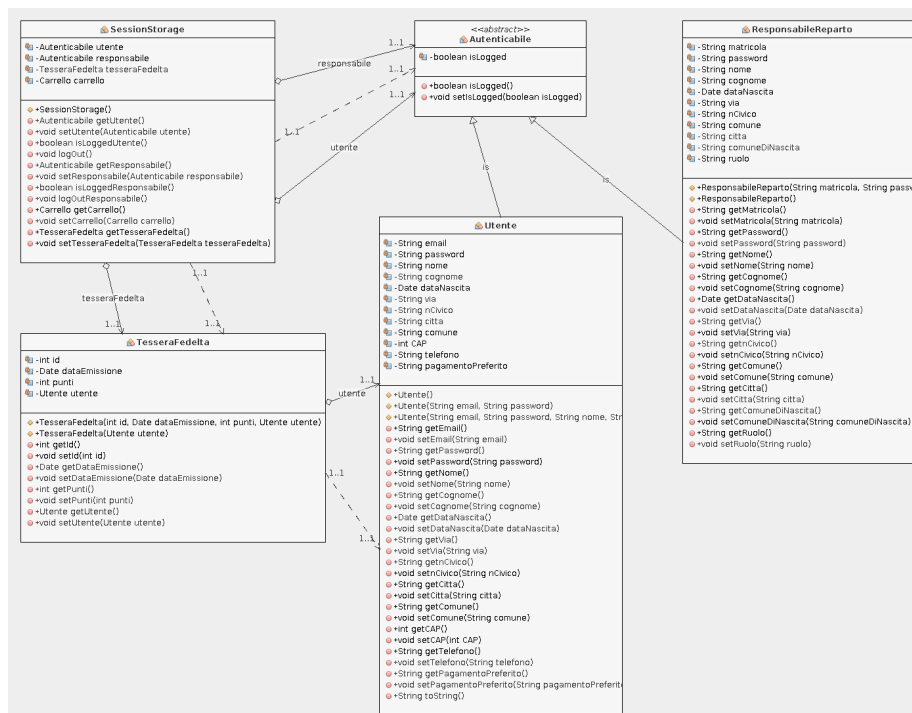 SessionStorage
-Autenticabile utente
-Autenticabile responsabile
-TesseraFedelta tesseraFedelta
-Carrello carrello
+SessionStorage()
+Autenticabile getUtente()
+void setUtente(Autenticabile utente)
+boolean isLoggedUtente()
+void logOut()
+Autenticabile getResponsabile()
+void setResponsabile(Autenticabile responsabile)
+boolean isLoggedResponsabile()
+void logOutResponsabile()
+Carrello getCarrello()
+void setCarrello(Carrello carrello)
+TesseraFedelta getTesseraFedelta()
+void setTesseraFedelta(TesseraFedelta tesseraFedelta)
responsabile
1..1
1..1
1..1
1..1
utente
<<abstract>>
Autenticabile
-boolean isLogged
+boolean isLogged()
+void setIsLogged(boolean isLogged)
is
is
ResponsabileReparto
-String matricola
-String password
-String nome
-String cognome
-Date dataNascita
-String via
-String nCivico
-String comune
-String citta
-String comuneDiNascita
-String ruolo
+ResponsabileReparto(String matricola, String passw
+ResponsabileReparto()
+String getMatricola()
+void setMatricola(String matricola)
+String getPassword()
+void setPassword(String password)
+String getNome()
+void setNome(String nome)
+String getCognome()
+void setCognome(String cognome)
+Date getDataNascita()
+void setDataNascita(Date dataNascita)
+String getVia()
+void setVia(String via)
+String getnCivico()
+void setnCivico(String nCivico)
+String getComune()
+void setComune(String comune)
+String getCitta()
+void setCitta(String citta)
+String getComuneDiNascita()
+void setComuneDiNascita(String comuneDiNascita)
+String getRuolo()
+void setRuolo(String ruolo)
tesseraFedelta
1..1
1..1
1..1
TesseraFedelta
-int id
-Date dataEmissione
-int punti
-Utente utente
+TesseraFedelta(int id, Date dataEmissione, int punti, Utente utente)
+TesseraFedelta(Utente utente)
+int getId()
+void setId(int id)
+Date getDataEmissione()
+void setDataEmissione(Date dataEmissione)
+int getPunti()
+void setPunti(int punti)
+Utente getUtente()
+void setUtente(Utente utente)
1..1
utente
1..1
1..1
Utente
-String email
-String password
-String nome
-String cognome
-Date dataNascita
-String via
-String nCivico
-String citta
-String comune
-int CAP
-String telefono
-String pagamentoPreferito
+Utente()
+Utente(String email, String password)
+Utente(String email, String password, String nome, Str
+String getEmail()
+void setEmail(String email)
+String getPassword()
+void setPassword(String password)
+String getNome()
+void setNome(String nome)
+String getCognome()
+void setCognome(String cognome)
+Date getDataNascita()
+void setDataNascita(Date dataNascita)
+String getVia()
+void setVia(String via)
+String getnCivico()
+void setnCivico(String nCivico)
+String getCitta()
+void setCitta(String citta)
+String getComune()
+void setComune(String comune)
+int getCAP()
+void setCAP(int CAP)
+String getTelefono()
+void setTelefono(String telefono)
+String getPagamentoPreferito()
+void setPagamentoPreferito(String pagamentoPreferit
+String toString()